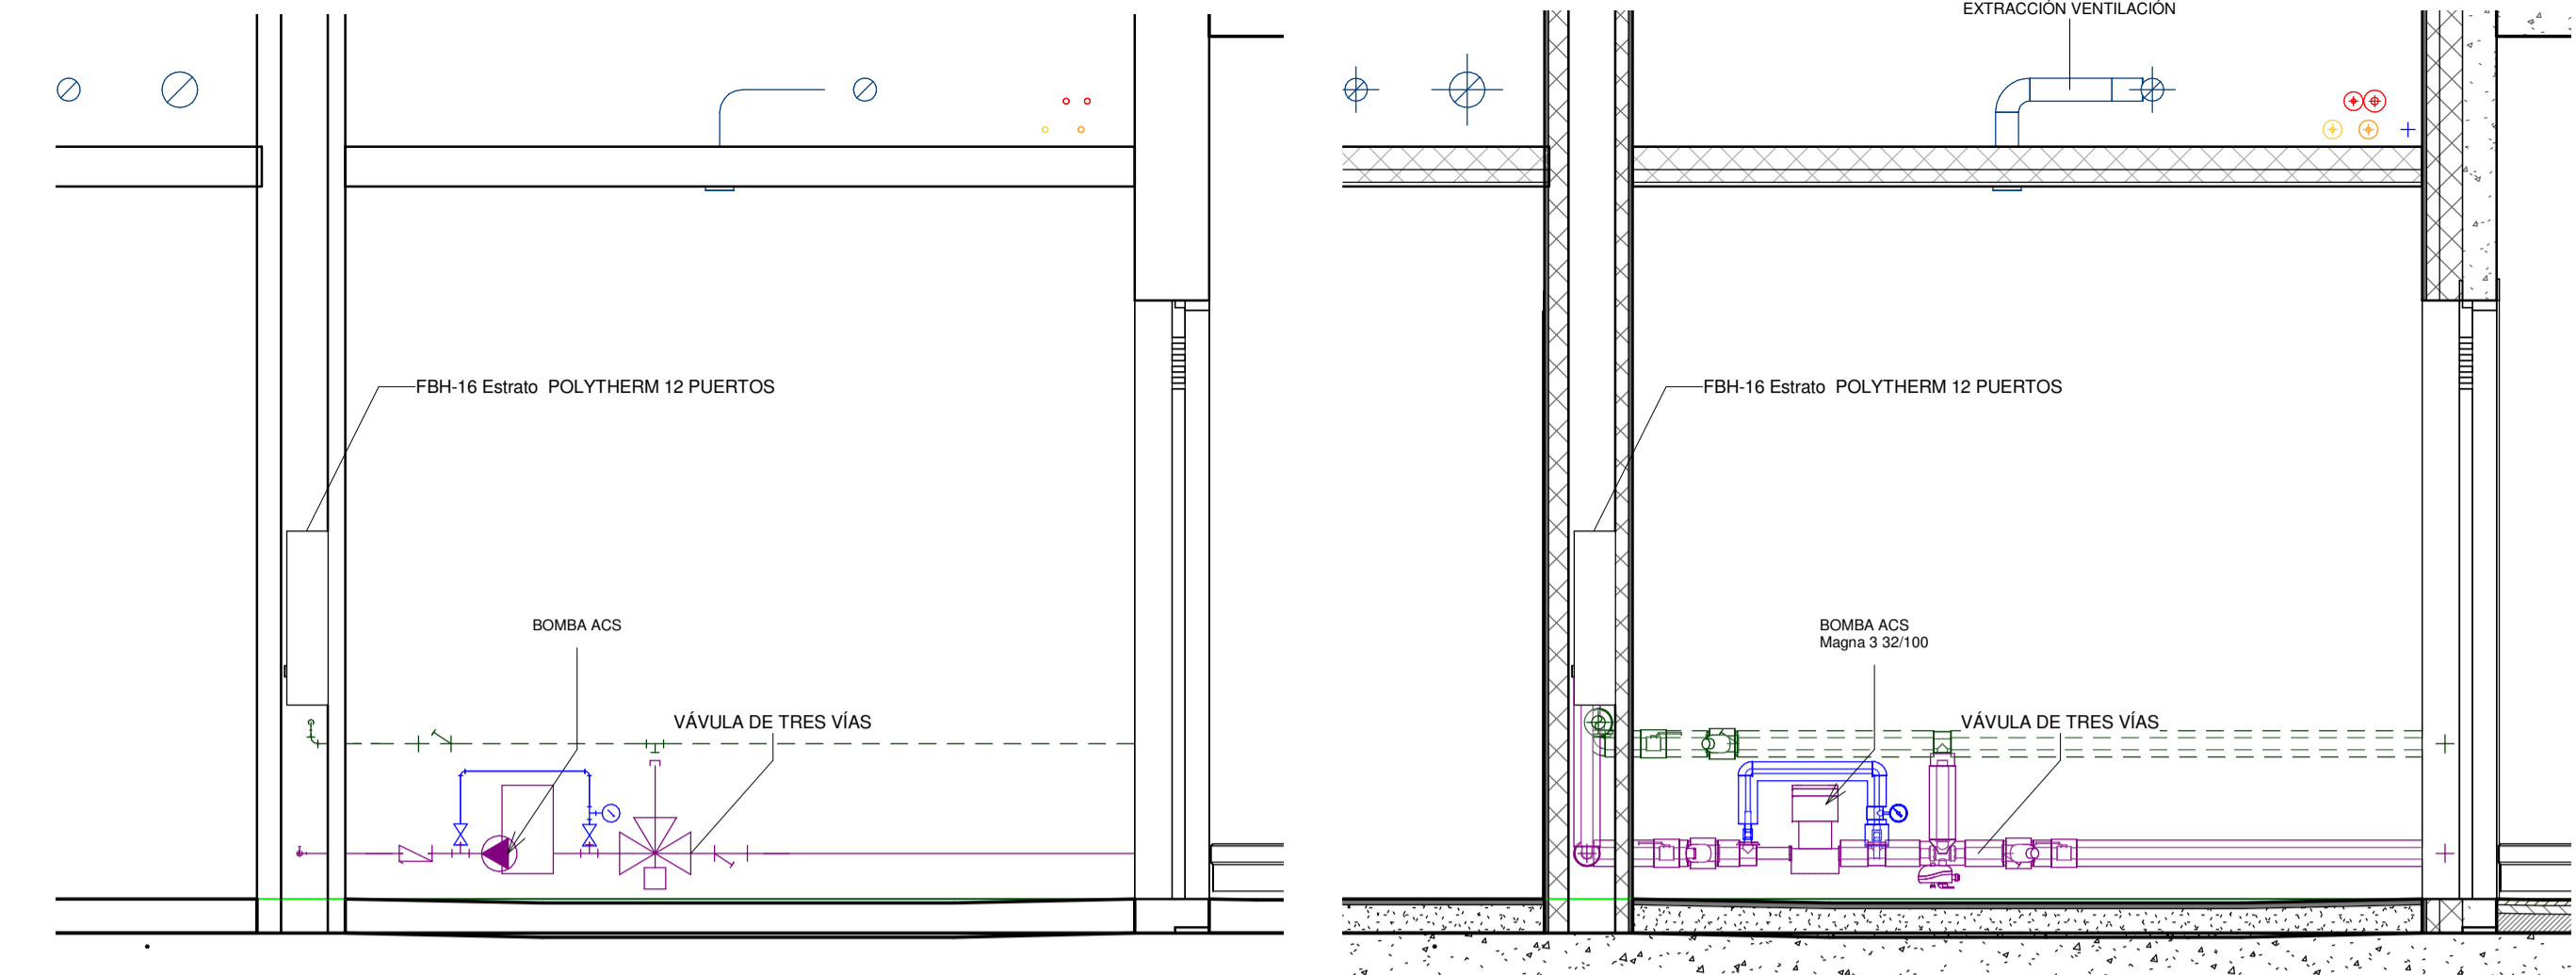 EXTRACCIÓN VENTILACIÓN
FBH-16 Estrato POLYTHERM 12 PUERTOS
FBH-16 Estrato POLYTHERM 12 PUERTOS
BOMBA ACS
BOMBA ACS
Magna 3 32/100
VÁVULA DE TRES VÍAS
VÁVULA DE TRES VÍAS